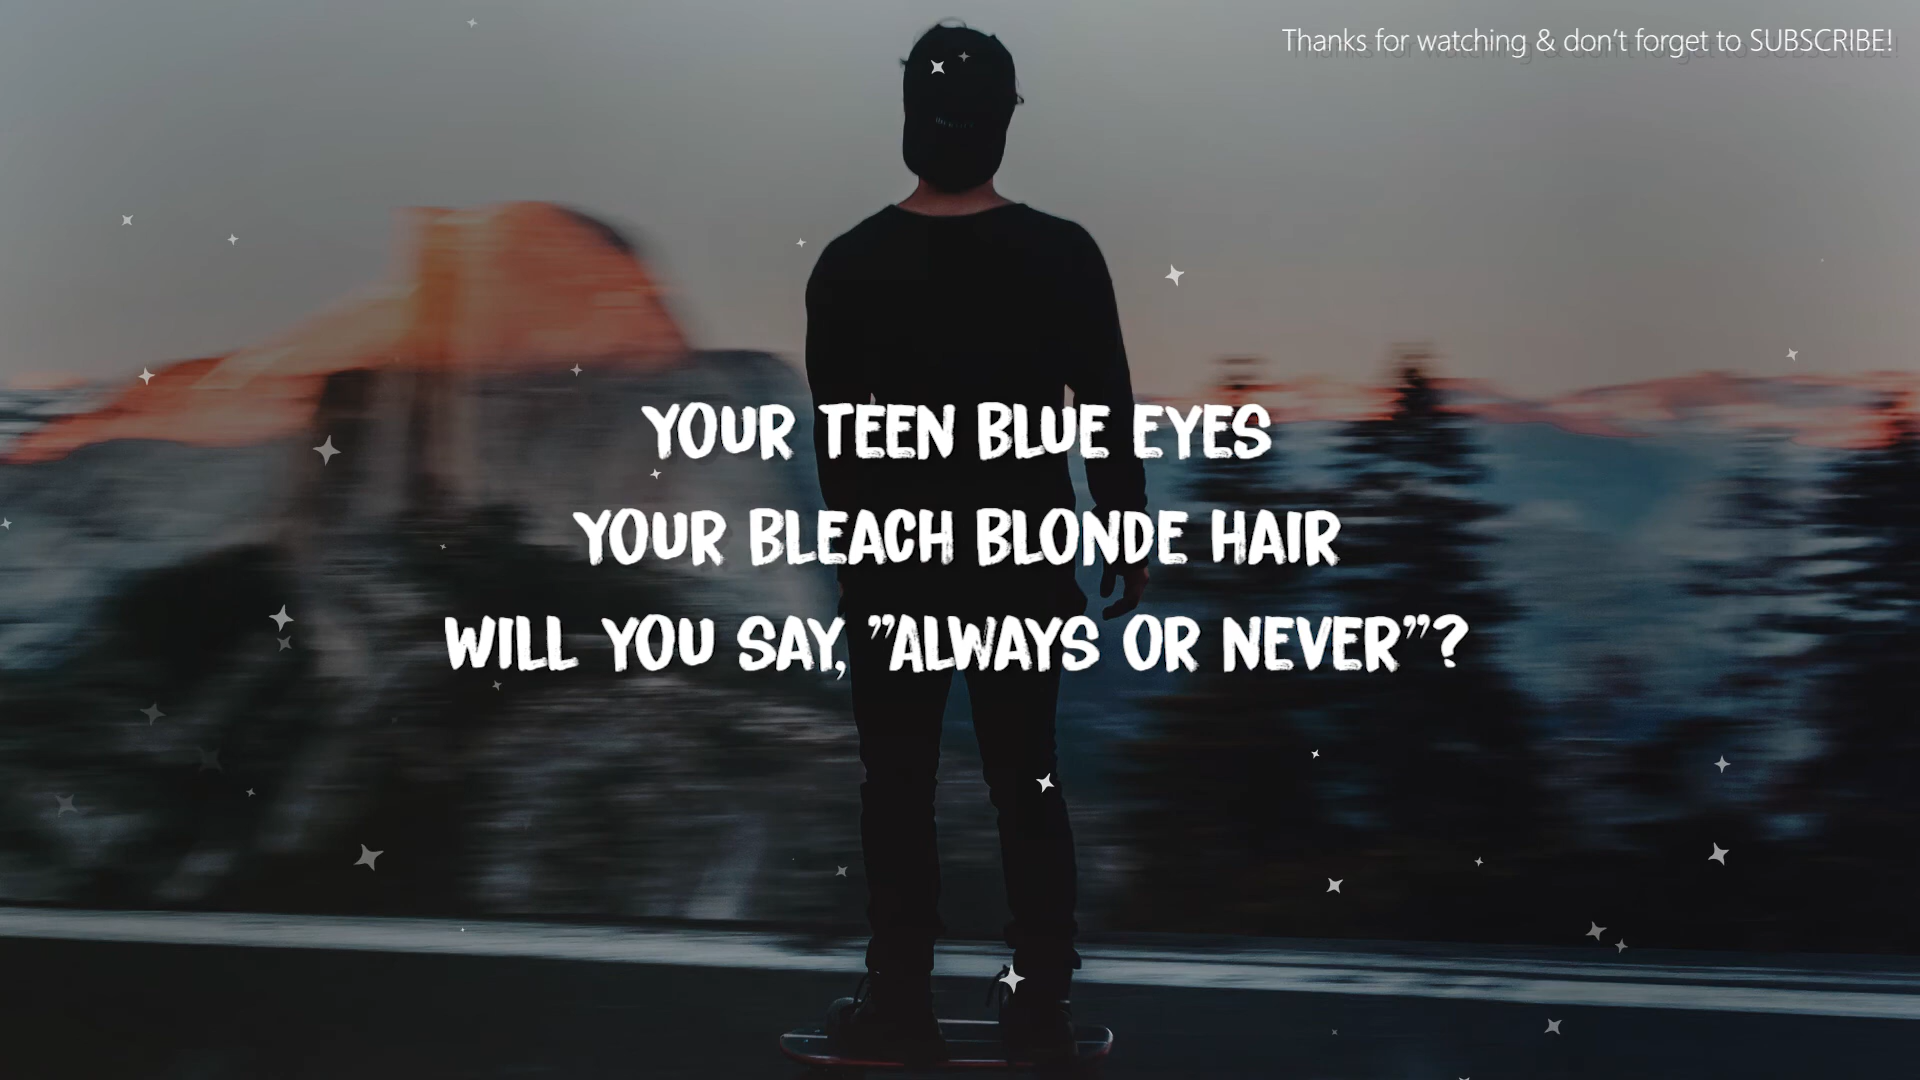 Thanks for watching & don't forget to SUBSCRIBE!
YOUR TEEN BLUE EYES
YOUR BLEACH BLONDE HAIR
WILL YOU SAY, "ALWAYS OR NEVER"?